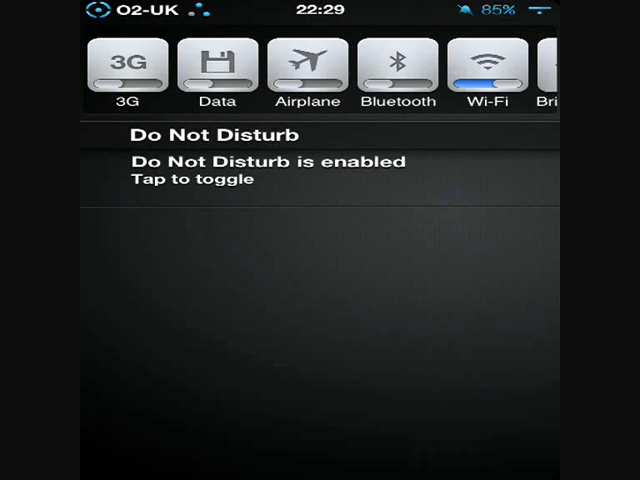 O2-UK 22:29 85%
3G
3G Data Airplane Bluetooth Wi-Fi Bri
Do Not Disturb
Do Not Disturb is enabled
Tap to toggle